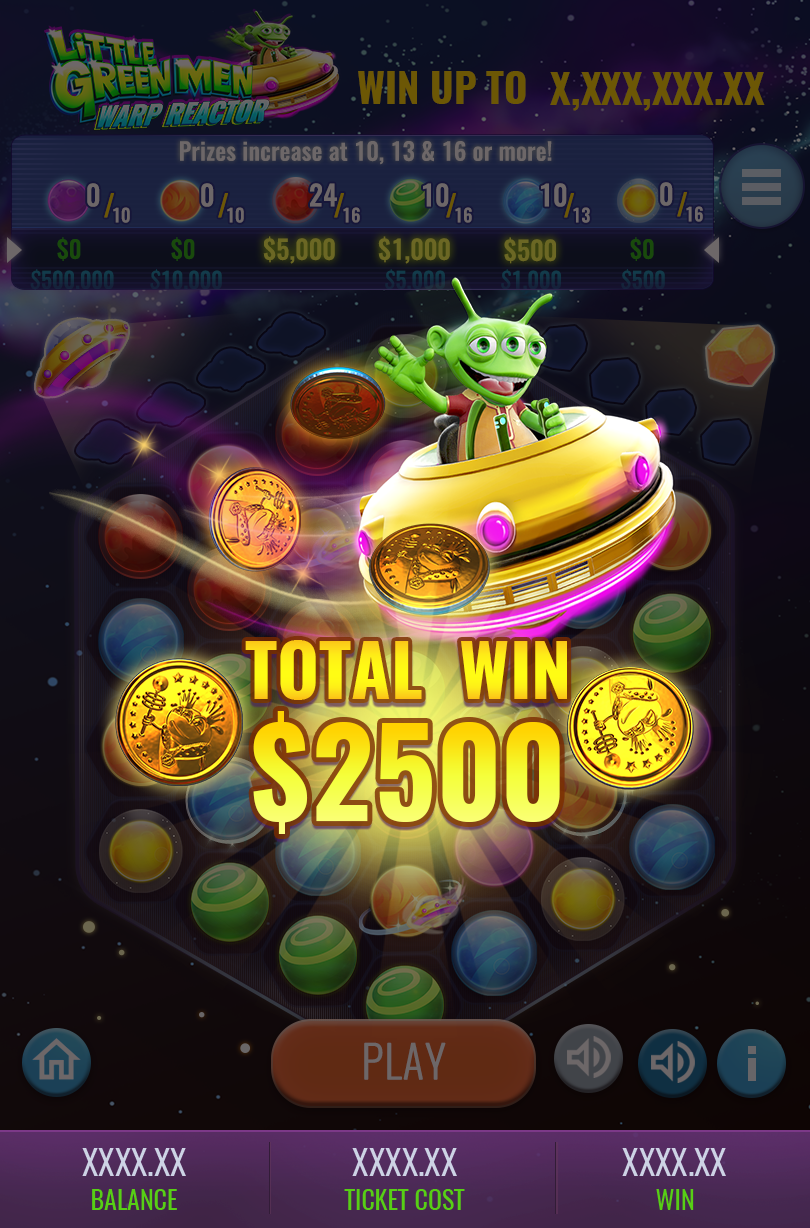 LITTLE
GREEN MEN
WARP REACTOR
WIN UP TO X,XXX,XXX.XX
Prizes increase at 10, 13 & 16 or more!
0/10 0/10 24/16 10/16 10/13 0/16
$0 $0 $5,000 $1,000 $500 $0
$500,000 $10,000 $5,000 $1,000 $500
TOTAL WIN
$2500
PLAY
i
XXXX.XX XXXX.XX XXXX.XX
BALANCE TICKET COST WIN